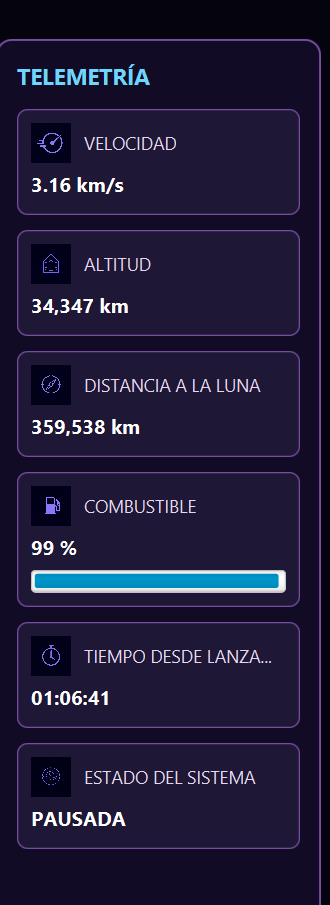 TELEMETRÍA
VELOCIDAD
3.16 km/s
ALTITUD
34,347 km
DISTANCIA A LA LUNA
359,538 km
COMBUSTIBLE
99 %
TIEMPO DESDE LANZA...
01:06:41
ESTADO DEL SISTEMA
PAUSADA